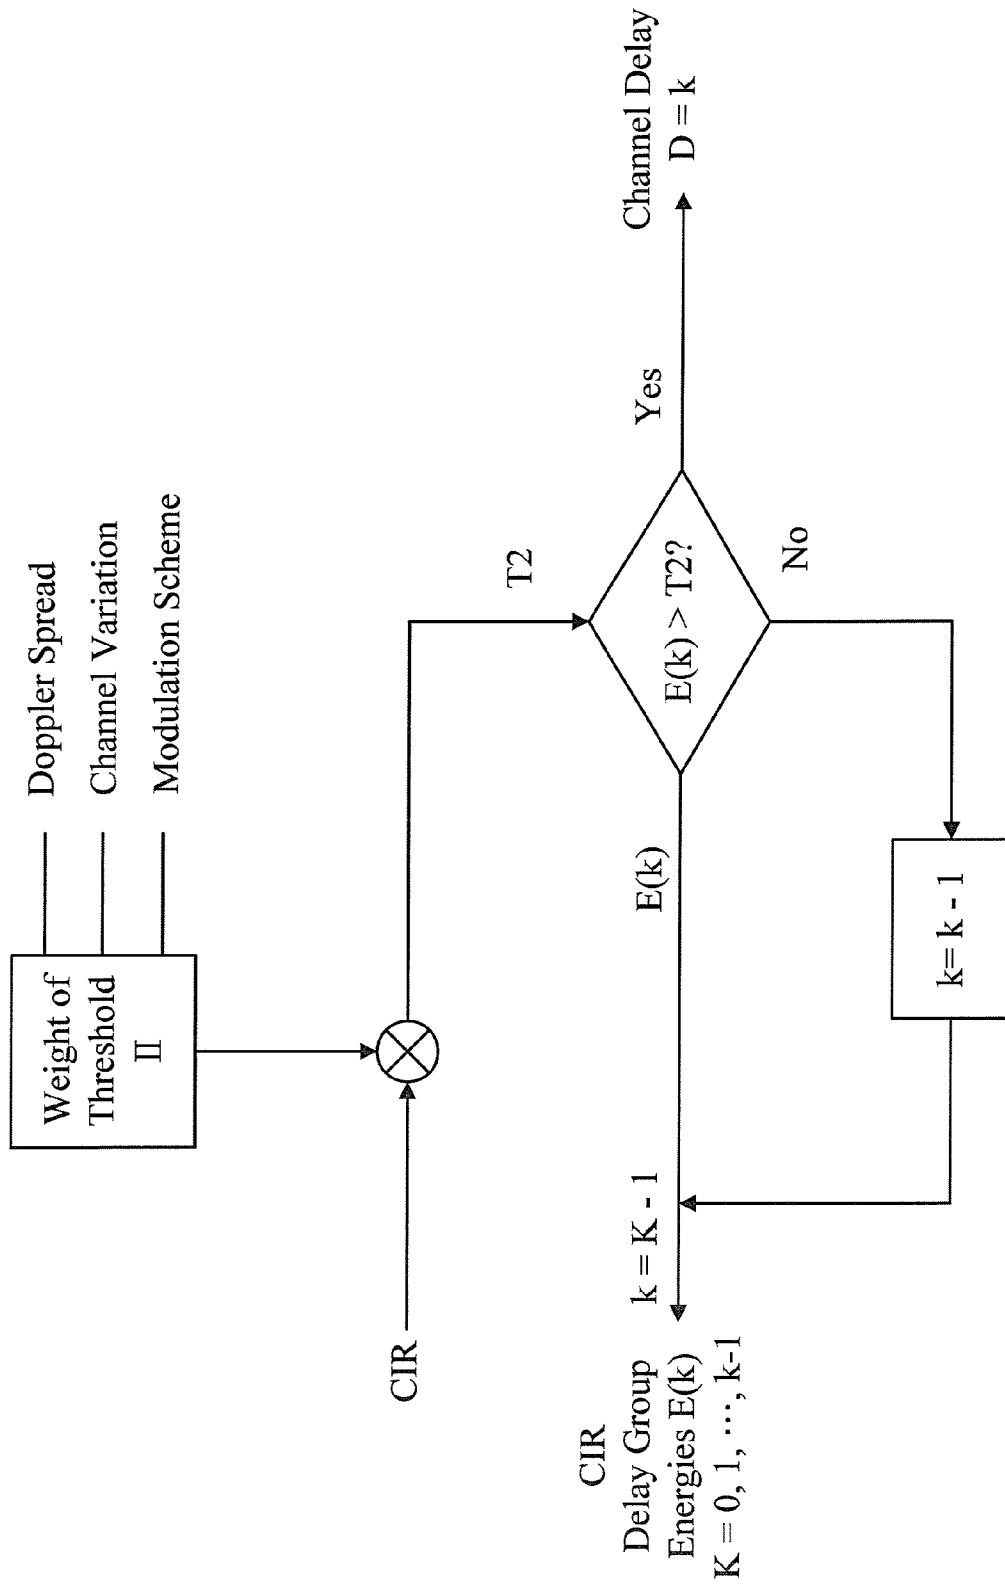 Weight of
Threshold
II
Doppler Spread
Channel Variation
Modulation Scheme
CIR
T2
CIR
Delay Group
Energies E(k)
K = 0, 1, ⋯, k-1
k = K - 1
E(k)
E(k) > T2?
Yes
Channel Delay
D = k
No
k= k - 1